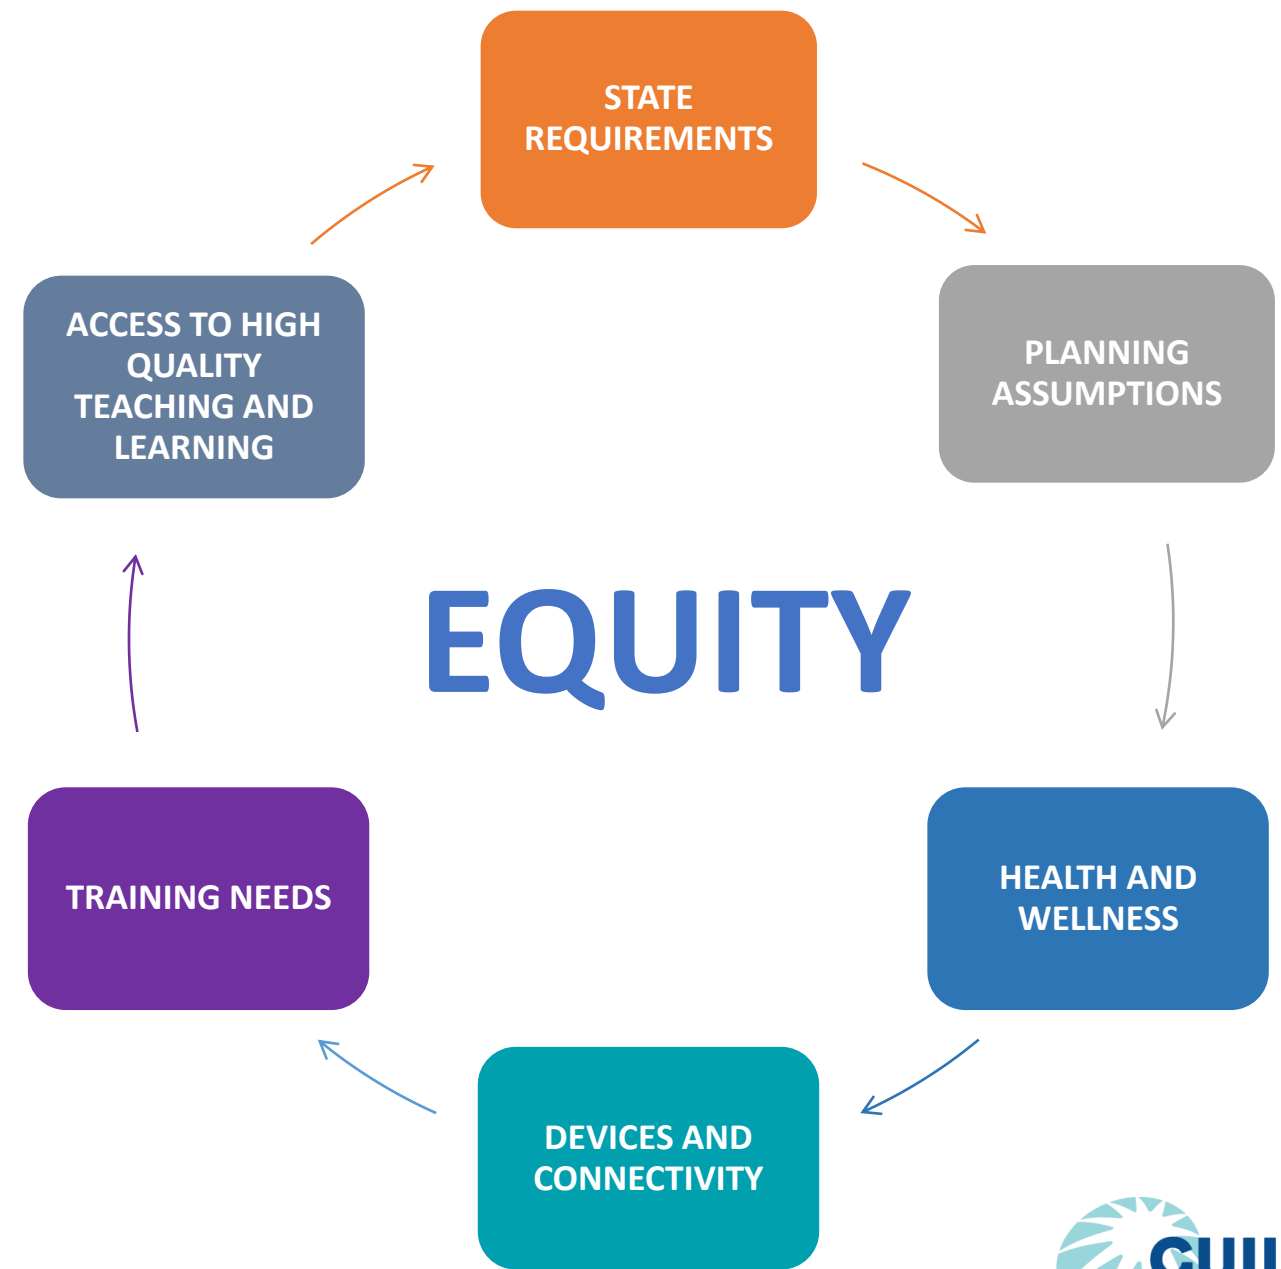 STATE
REQUIREMENTS
PLANNING
ASSUMPTIONS
HEALTH AND
WELLNESS
DEVICES AND
CONNECTIVITY
TRAINING NEEDS
ACCESS TO HIGH
QUALITY
TEACHING AND
LEARNING
EQUITY